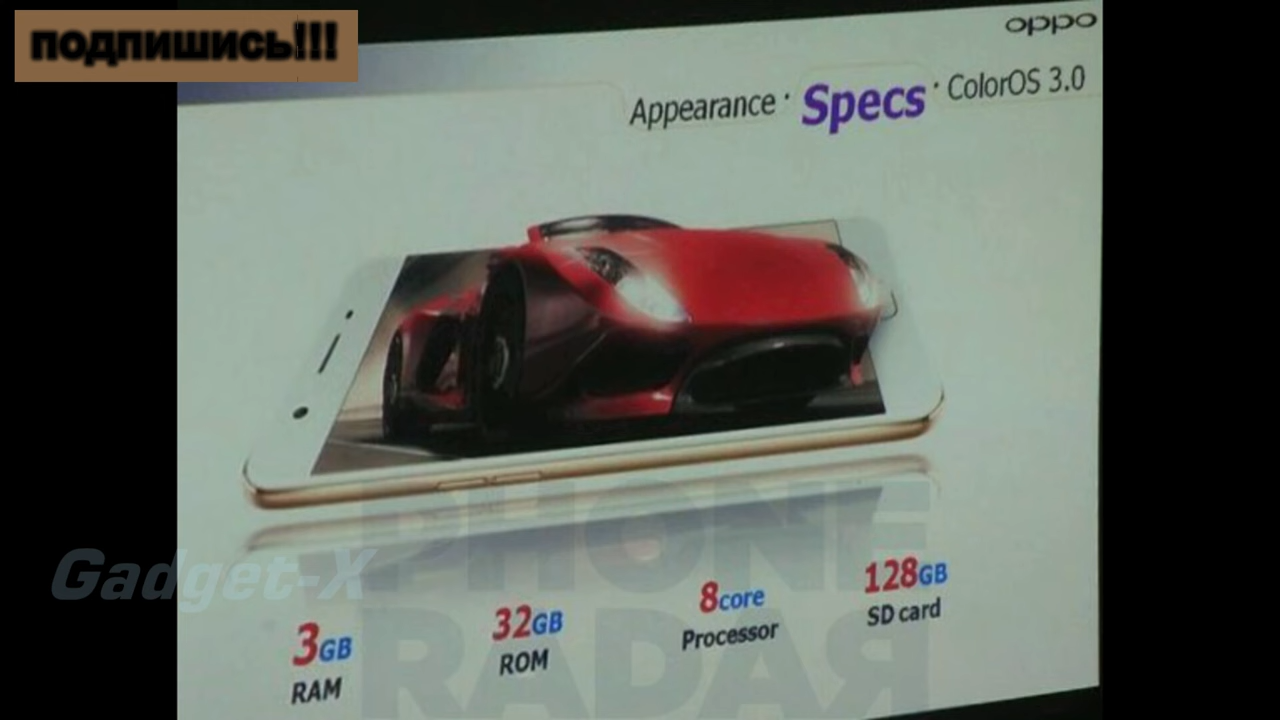 подпишись!!!
oppo
Appearance · Specs · ColorOS 3.0
Gadget-X
PHONE
RADAR
3GB
RAM
32GB
ROM
8core
Processor
128GB
SD card